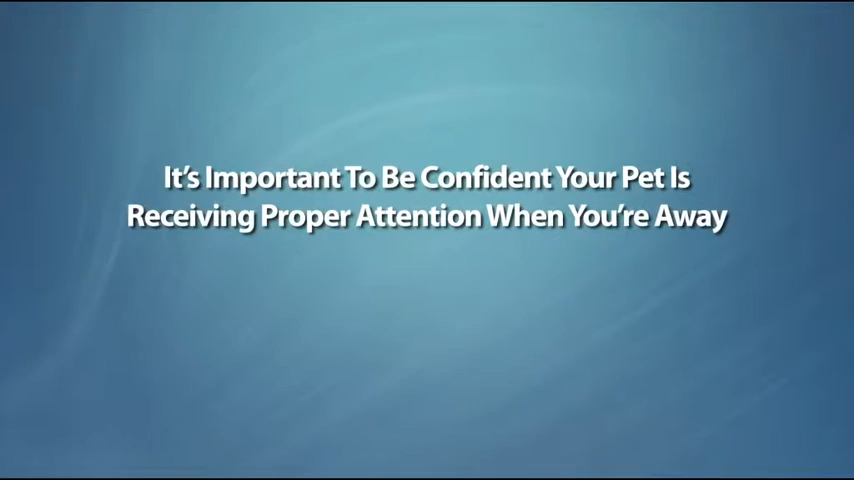 It's Important To Be Confident Your Pet Is
Receiving Proper Attention When You're Away